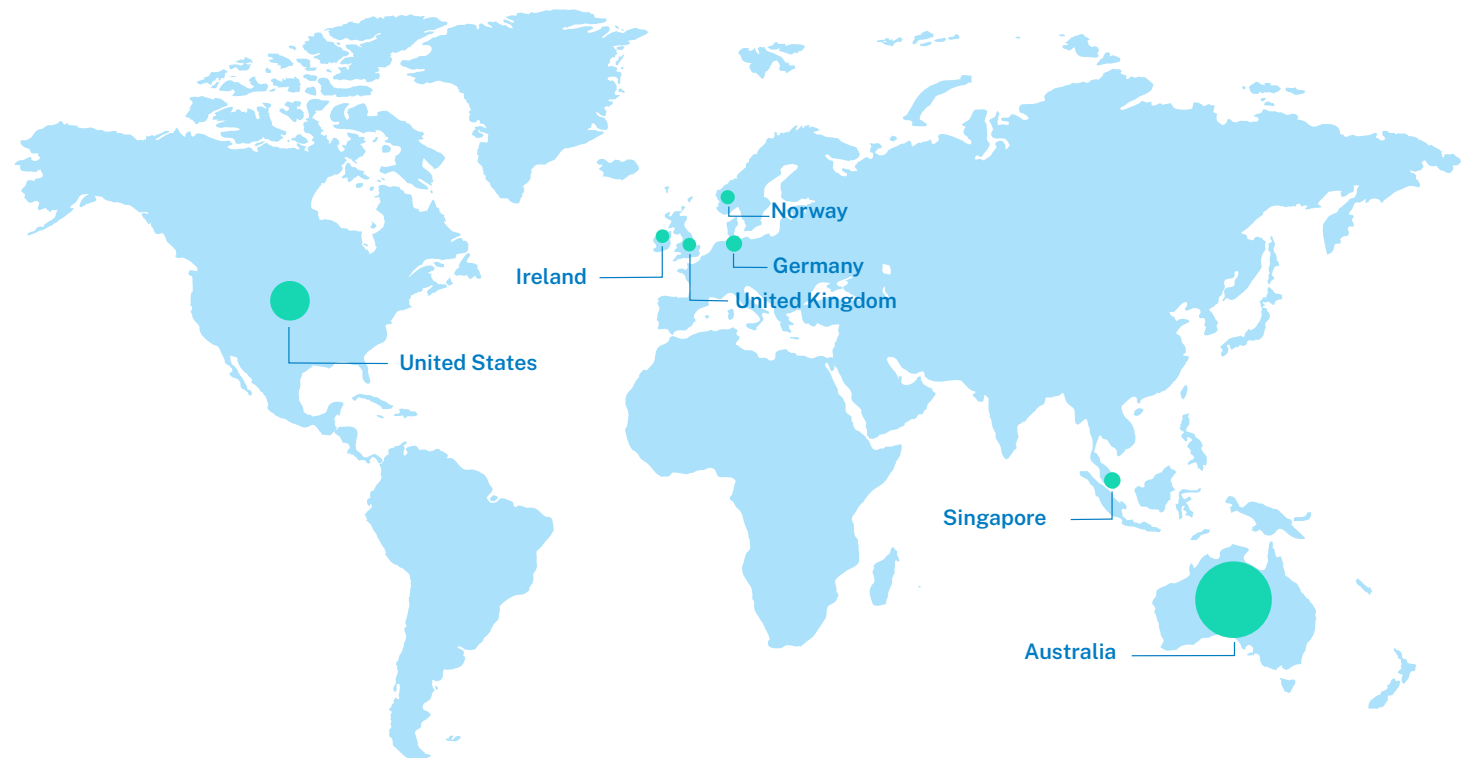 Norway
Germany
Ireland
United Kingdom
United States
Singapore
Australia